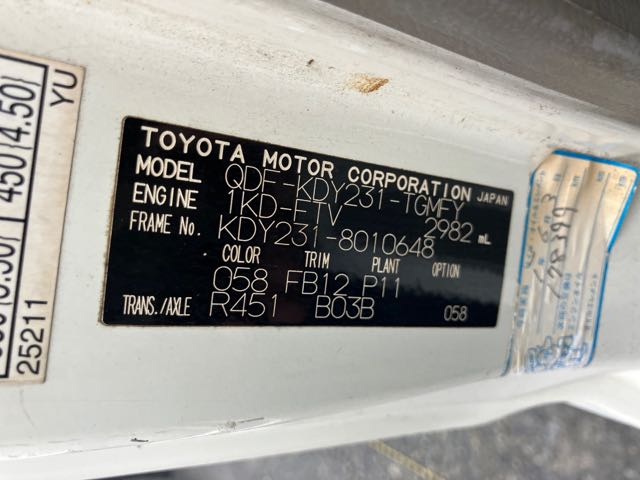 TOYOTA MOTOR CORPORATION JAPAN
MODEL QDF-KDY231-TGMFY
ENGINE 1KD-FTV 2982 mL
FRAME No. KDY231-8010648
COLOR TRIM PLANT OPTION
058 FB12 P11
TRANS./AXLE R451 B03B 058
450(4.50)
YU
25211